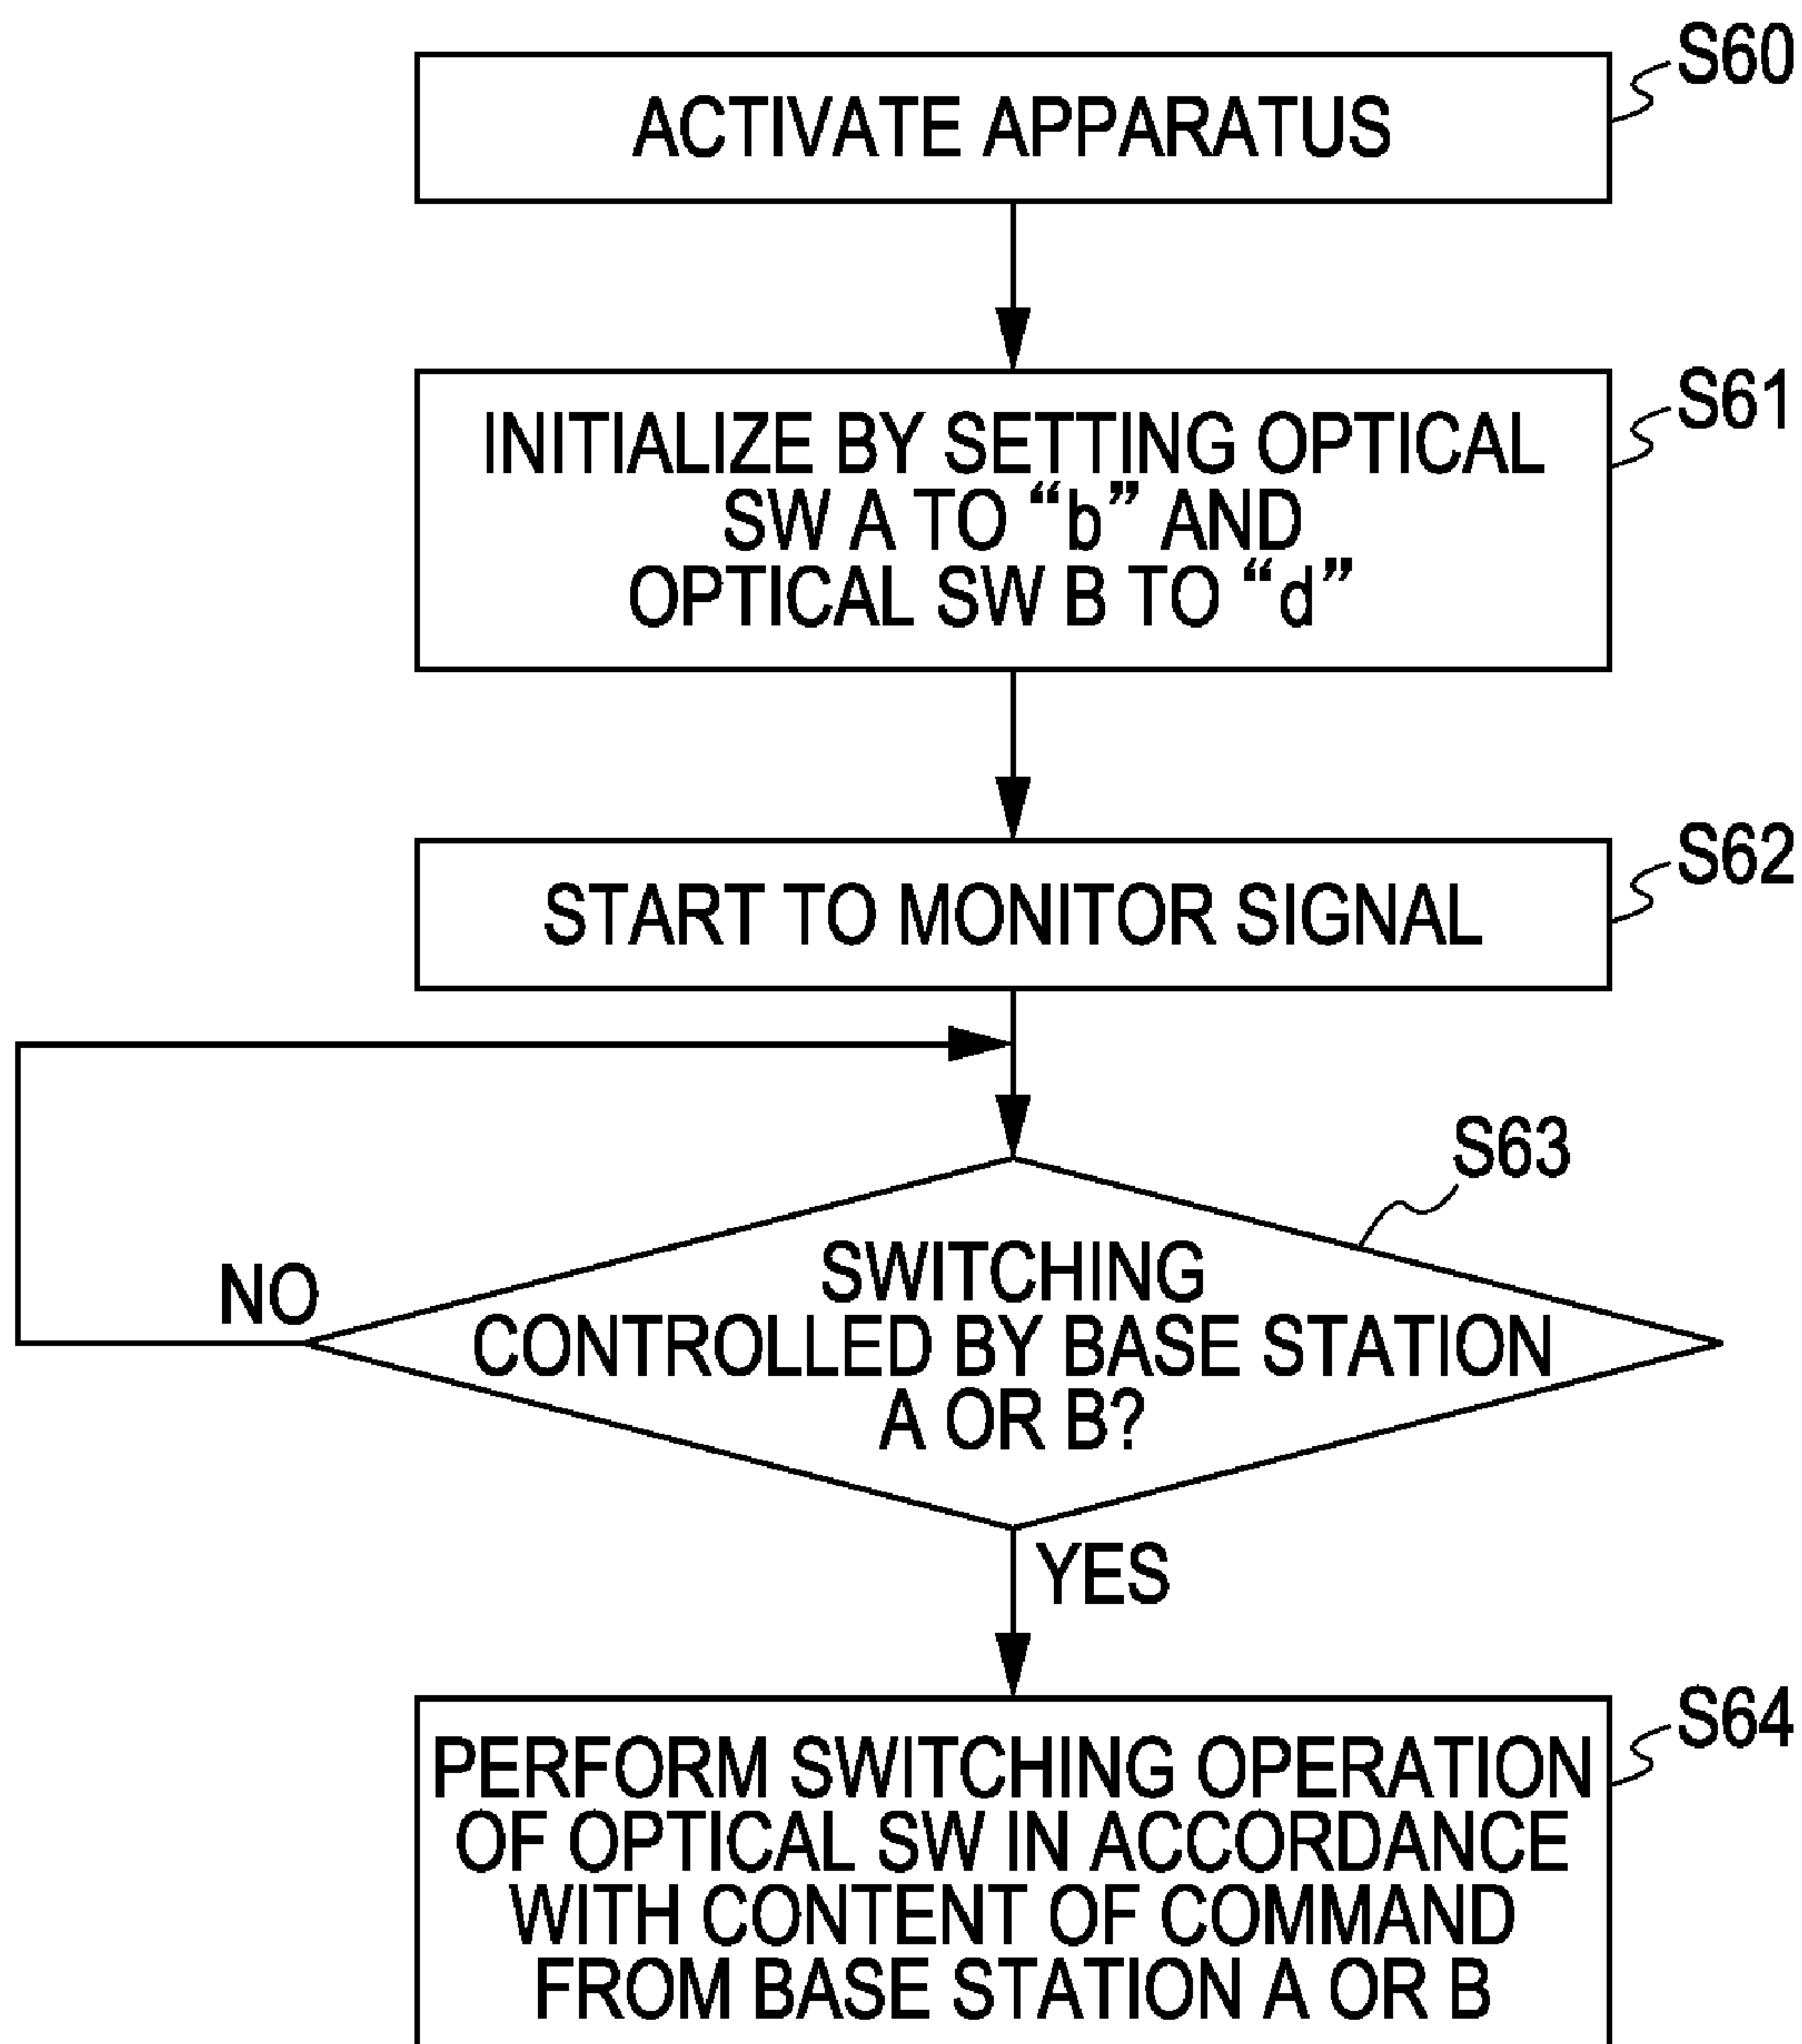 S60
ACTIVATE APPARATUS
S61
INITIALIZE BY SETTING OPTICAL
SW A TO “b” AND
OPTICAL SW B TO “d”
S62
START TO MONITOR SIGNAL
S63
SWITCHING
CONTROLLED BY BASE STATION
A OR B?
NO
YES
S64
PERFORM SWITCHING OPERATION
OF OPTICAL SW IN ACCORDANCE
WITH CONTENT OF COMMAND
FROM BASE STATION A OR B